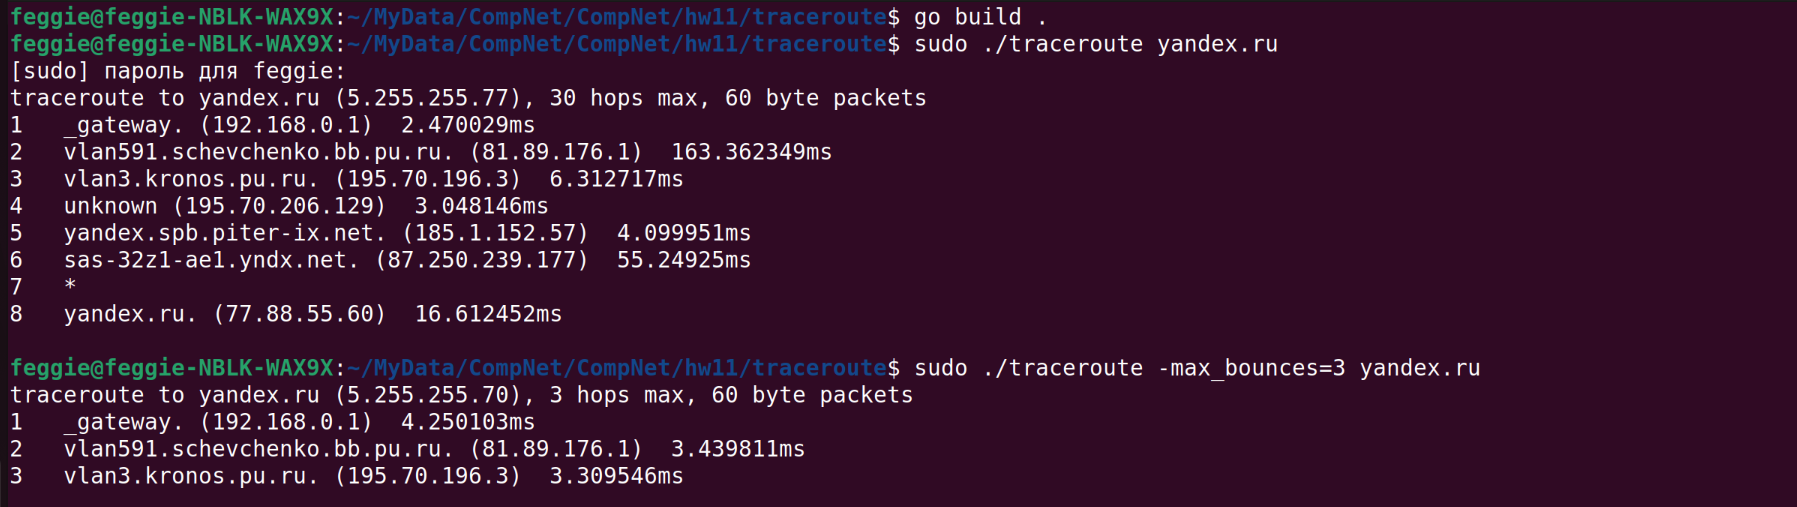 feggie@feggie-NBLK-WAX9X:~/MyData/CompNet/CompNet/hw11/traceroute$ go build .
feggie@feggie-NBLK-WAX9X:~/MyData/CompNet/CompNet/hw11/traceroute$ sudo ./traceroute yandex.ru
[sudo] пароль для feggie:
traceroute to yandex.ru (5.255.255.77), 30 hops max, 60 byte packets
1   _gateway. (192.168.0.1)  2.470029ms
2   vlan591.schevchenko.bb.pu.ru. (81.89.176.1)  163.362349ms
3   vlan3.kronos.pu.ru. (195.70.196.3)  6.312717ms
4   unknown (195.70.206.129)  3.048146ms
5   yandex.spb.piter-ix.net. (185.1.152.57)  4.099951ms
6   sas-32z1-ae1.yndx.net. (87.250.239.177)  55.24925ms
7   *
8   yandex.ru. (77.88.55.60)  16.612452ms
feggie@feggie-NBLK-WAX9X:~/MyData/CompNet/CompNet/hw11/traceroute$ sudo ./traceroute -max_bounces=3 yandex.ru
traceroute to yandex.ru (5.255.255.70), 3 hops max, 60 byte packets
1   _gateway. (192.168.0.1)  4.250103ms
2   vlan591.schevchenko.bb.pu.ru. (81.89.176.1)  3.439811ms
3   vlan3.kronos.pu.ru. (195.70.196.3)  3.309546ms